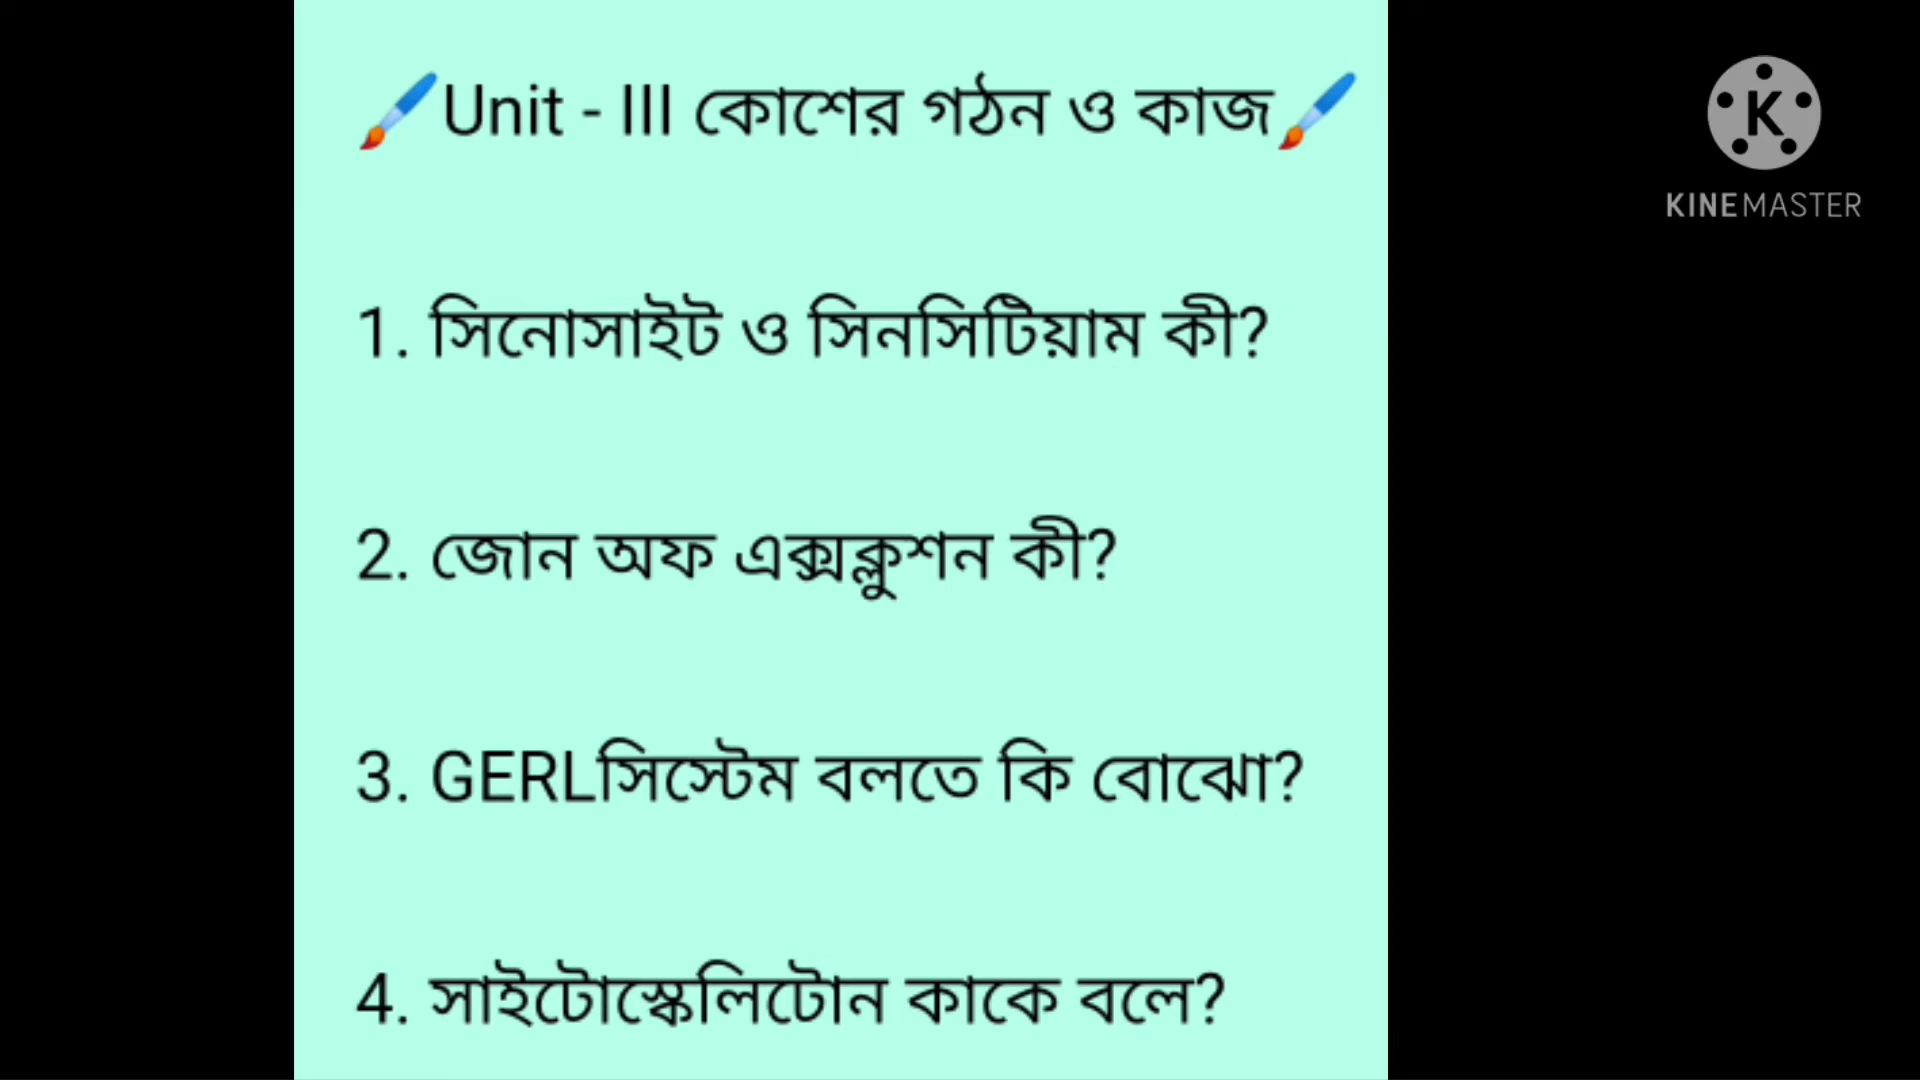 🖌️Unit - III কোশের গঠন ও কাজ🖌️
K
KINEMASTER
1. সিনোসাইট ও সিনসিটিয়াম কী?
2. জোন অফ এক্সক্লুশন কী?
3. GERLসিস্টেম বলতে কি বোঝো?
4. সাইটোস্কেলিটোন কাকে বলে?